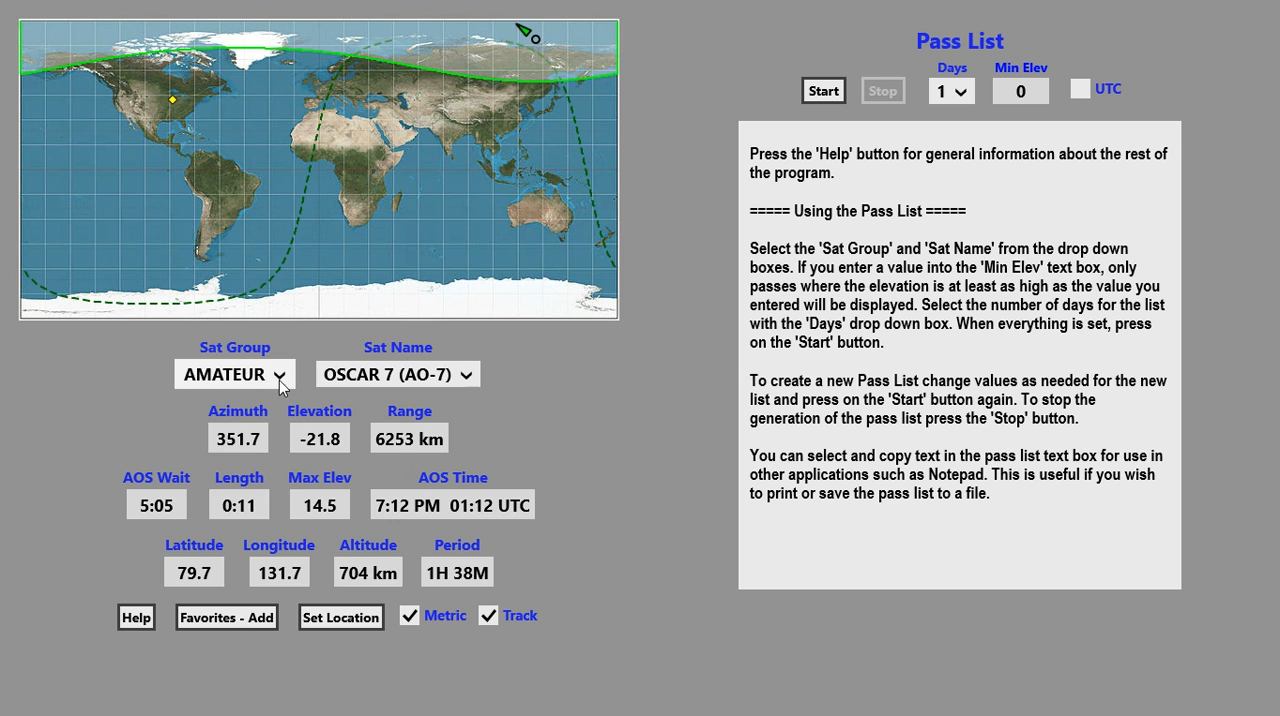 Pass List
Days Min Elev
Start Stop 1 0 UTC
Press the 'Help' button for general information about the rest of
the program.
===== Using the Pass List =====
Select the 'Sat Group' and 'Sat Name' from the drop down
boxes. If you enter a value into the 'Min Elev' text box, only
passes where the elevation is at least as high as the value you
entered will be displayed. Select the number of days for the list
with the 'Days' drop down box. When everything is set, press
on the 'Start' button.
To create a new Pass List change values as needed for the new
list and press on the 'Start' button again. To stop the
generation of the pass list press the 'Stop' button.
You can select and copy text in the pass list text box for use in
other applications such as Notepad. This is useful if you wish
to print or save the pass list to a file.
Sat Group Sat Name
AMATEUR OSCAR 7 (AO-7)
Azimuth Elevation Range
351.7 -21.8 6253 km
AOS Wait Length Max Elev AOS Time
5:05 0:11 14.5 7:12 PM 01:12 UTC
Latitude Longitude Altitude Period
79.7 131.7 704 km 1H 38M
Help Favorites - Add Set Location Metric Track